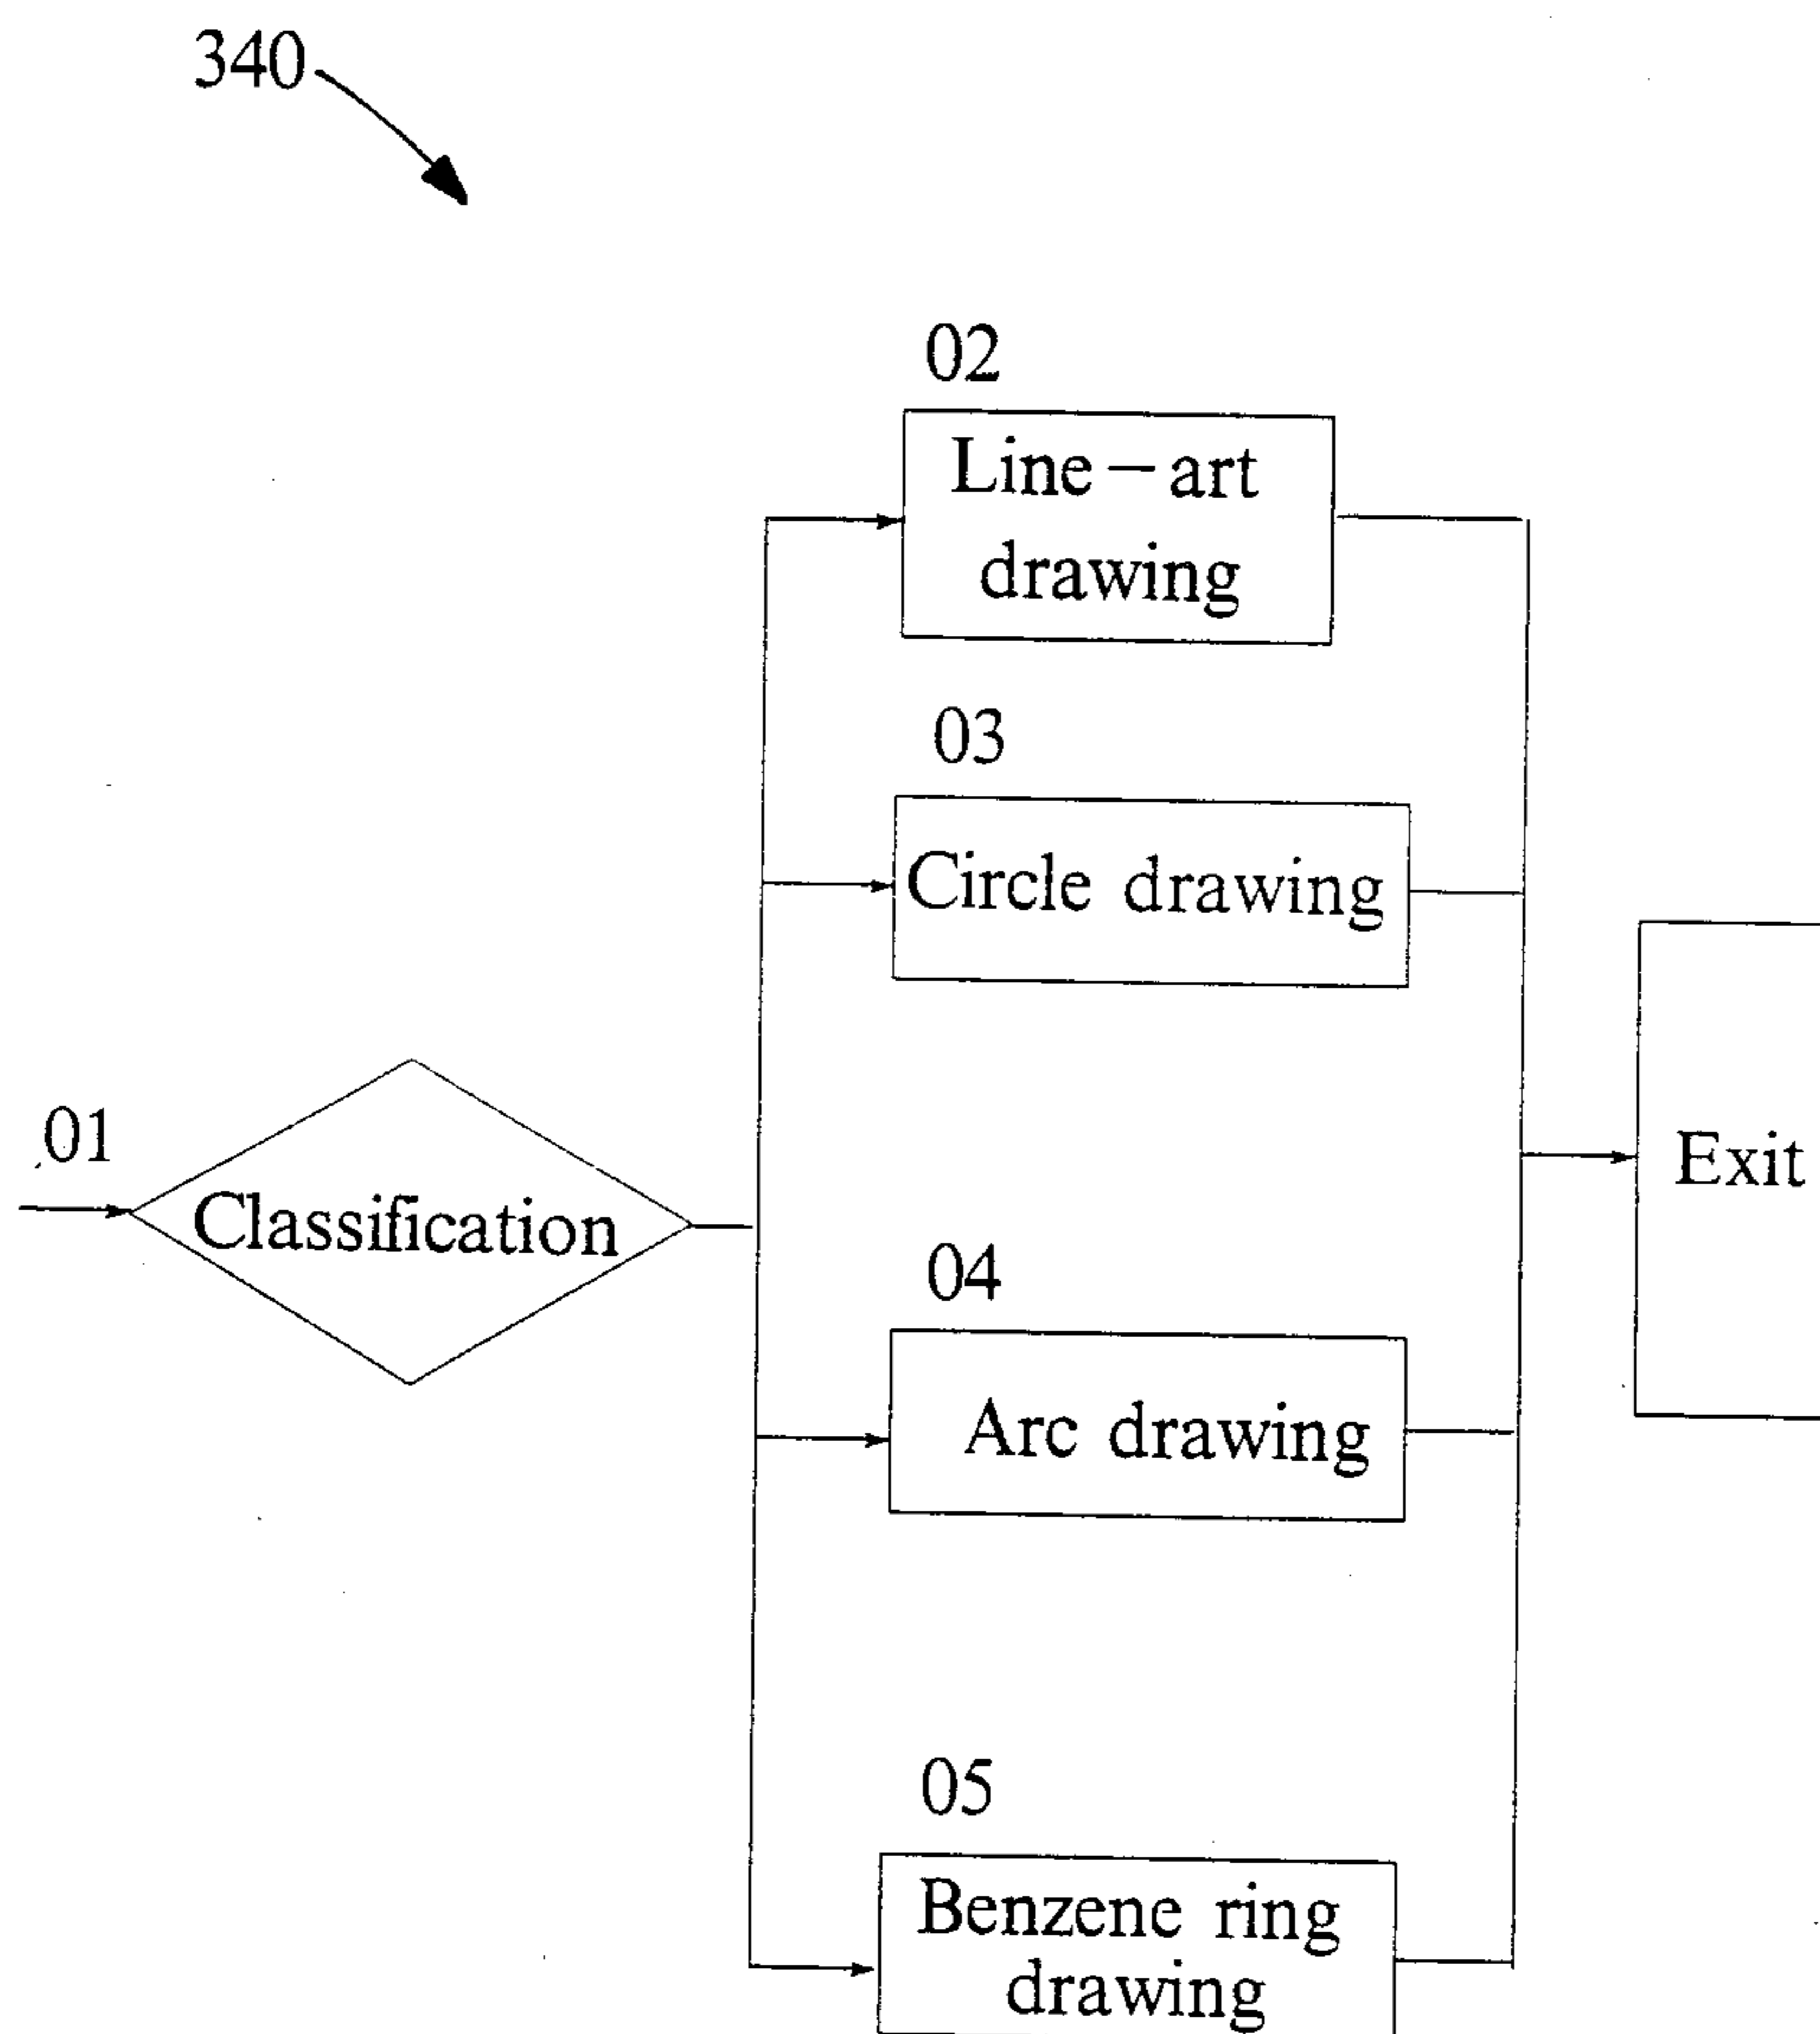 340
02
Line—art
drawing
03
Circle drawing
01
Classification
Exit
04
Arc drawing
05
Benzene ring
drawing